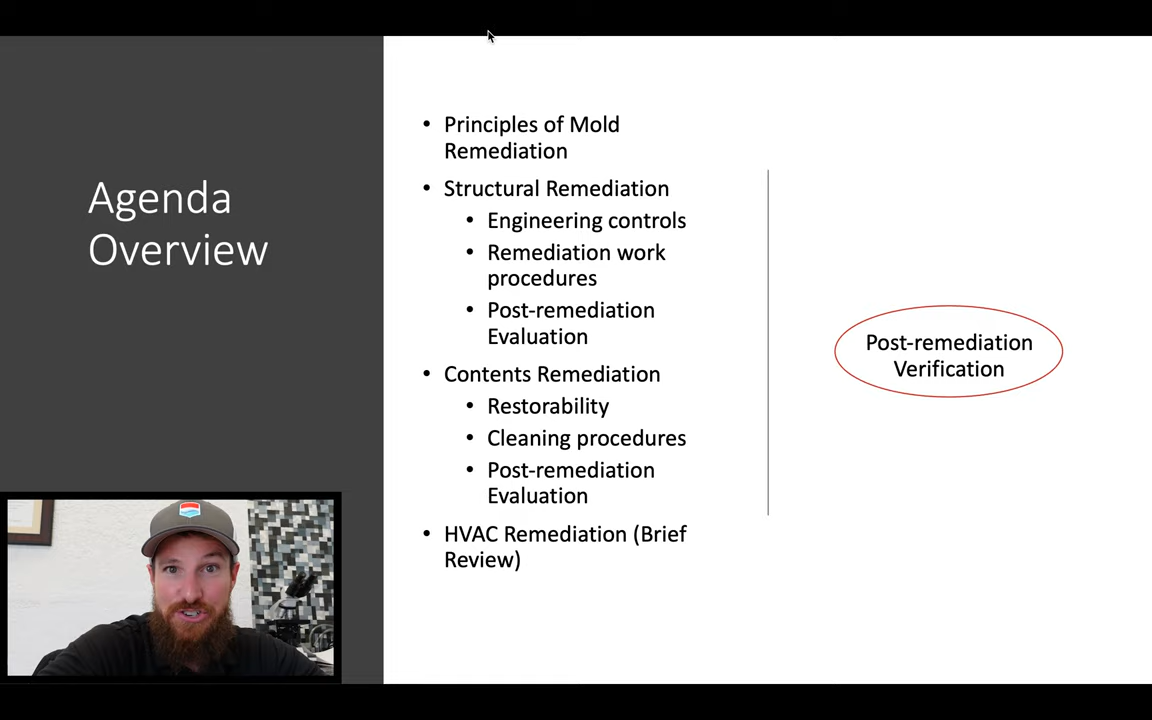 Agenda
Overview
• Principles of Mold
Remediation
• Structural Remediation
• Engineering controls
• Remediation work
procedures
• Post-remediation
Evaluation
• Contents Remediation
• Restorability
• Cleaning procedures
• Post-remediation
Evaluation
• HVAC Remediation (Brief
Review)
Post-remediation
Verification